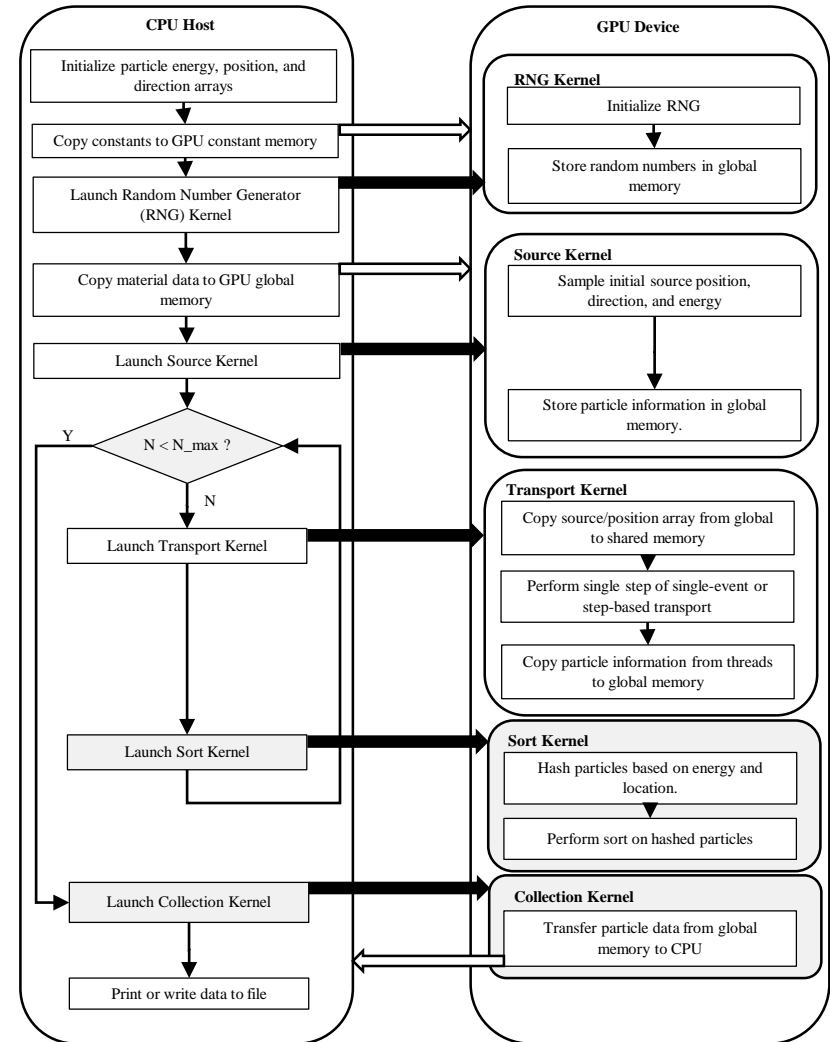 CPU Host
Initialize particle energy, position, and
direction arrays
Copy constants to GPU constant memory
Launch Random Number Generator
(RNG) Kernel
Copy material data to GPU global
memory
Launch Source Kernel
Y
N < N_max ?
N
Launch Transport Kernel
Launch Sort Kernel
Launch Collection Kernel
Print or write data to file
GPU Device
RNG Kernel
Initialize RNG
Store random numbers in global
memory
Source Kernel
Sample initial source position,
direction, and energy
Store particle information in global
memory.
Transport Kernel
Copy source/position array from global
to shared memory
Perform single step of single-event or
step-based transport
Copy particle information from threads
to global memory
Sort Kernel
Hash particles based on energy and
location.
Perform sort on hashed particles
Collection Kernel
Transfer particle data from global
memory to CPU